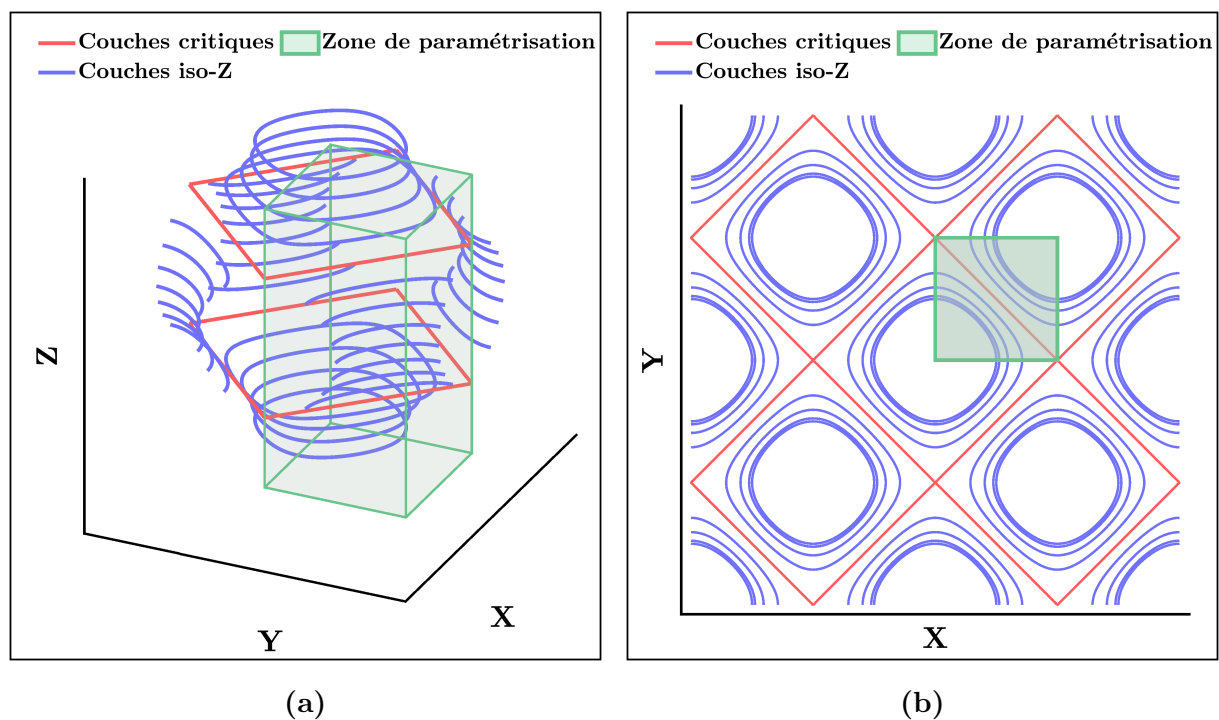 Couches critiques
Zone de paramétrisation
Couches iso-Z
Z
Y
X
(a)
Couches critiques
Zone de paramétrisation
Couches iso-Z
Y
X
(b)